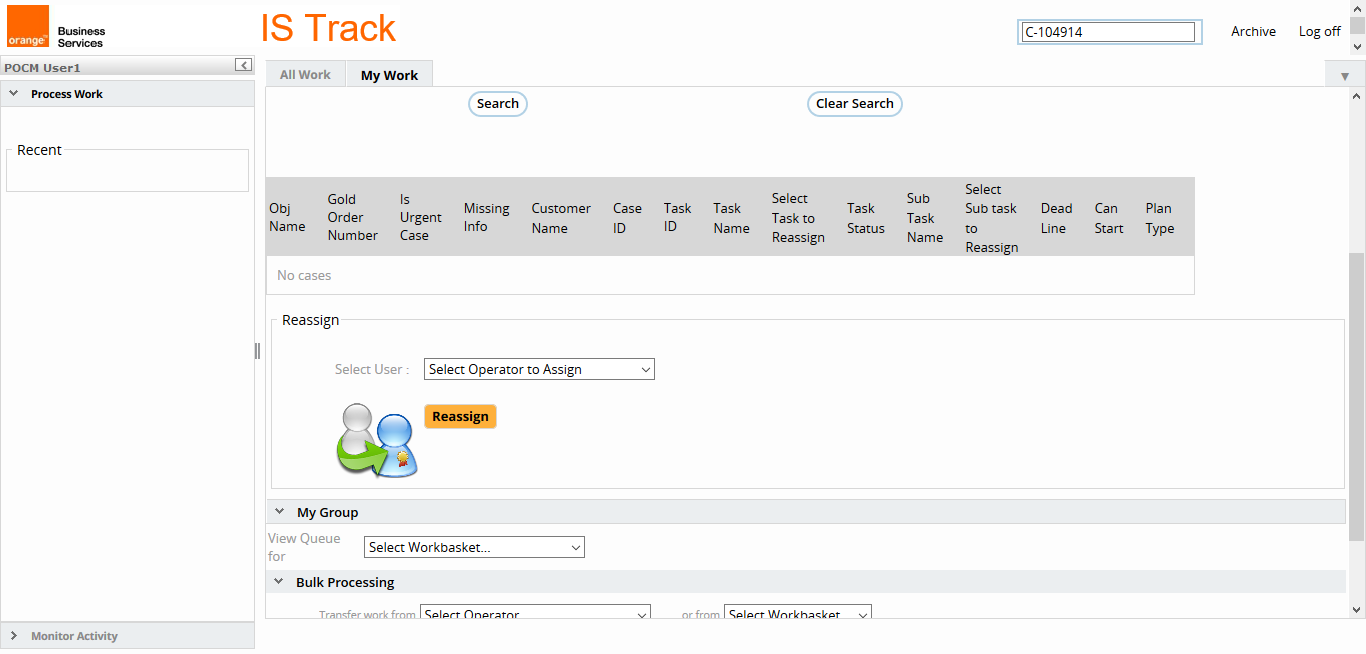 orange™
Business
Services
IS Track
C-104914
Archive
Log off
POCM User1
All Work
My Work
Process Work
Search
Clear Search
Recent
Obj
Name
Gold
Order
Number
Is
Urgent
Case
Missing
Info
Customer
Name
Case
ID
Task
ID
Task
Name
Select
Task to
Reassign
Task
Status
Sub
Task
Name
Select
Sub task
to
Reassign
Dead
Line
Can
Start
Plan
Type
No cases
Reassign
Select User :
Select Operator to Assign
Reassign
My Group
View Queue
for
Select Workbasket...
Bulk Processing
Transfer work from
Select Operator
or from
Select Workbasket
Monitor Activity